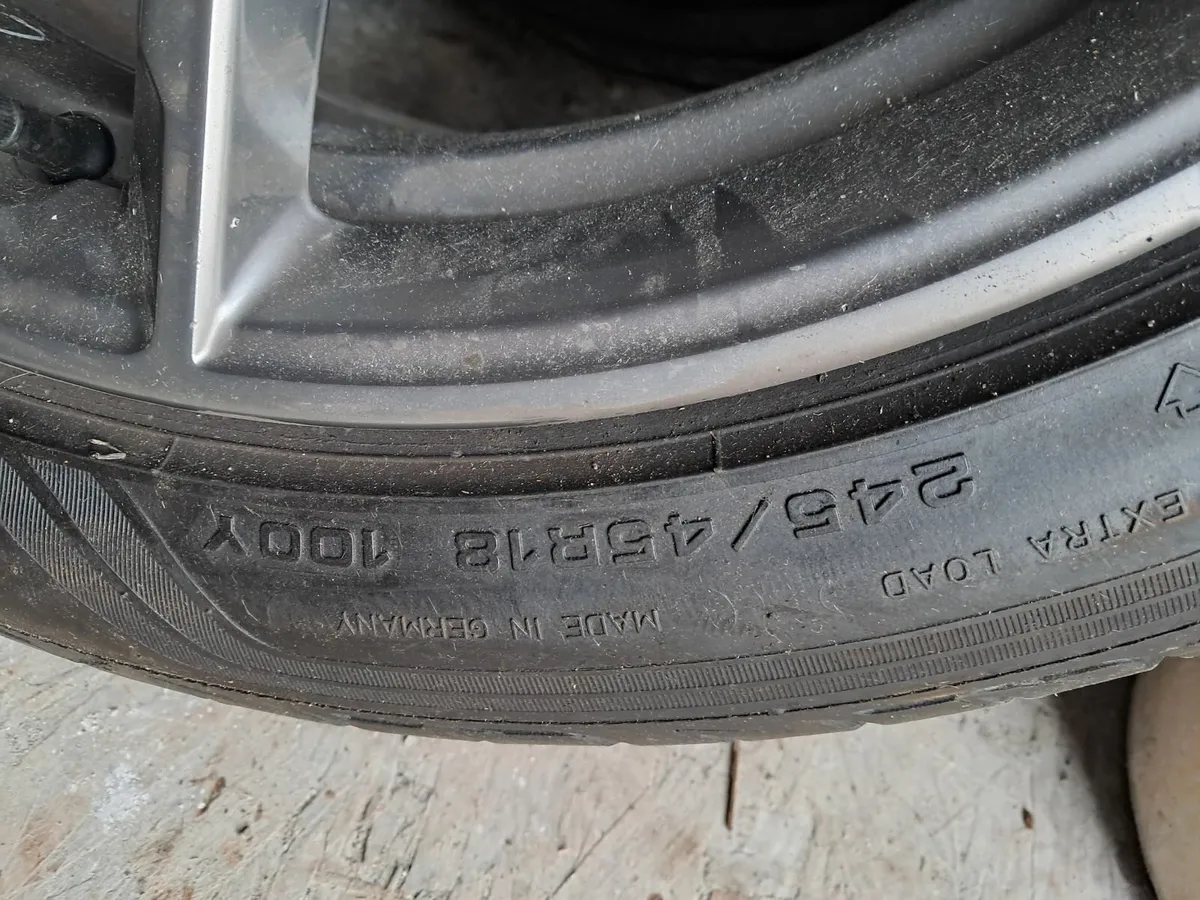 245/45R18 100Y
EXTRA LOAD
MADE IN GERMANY